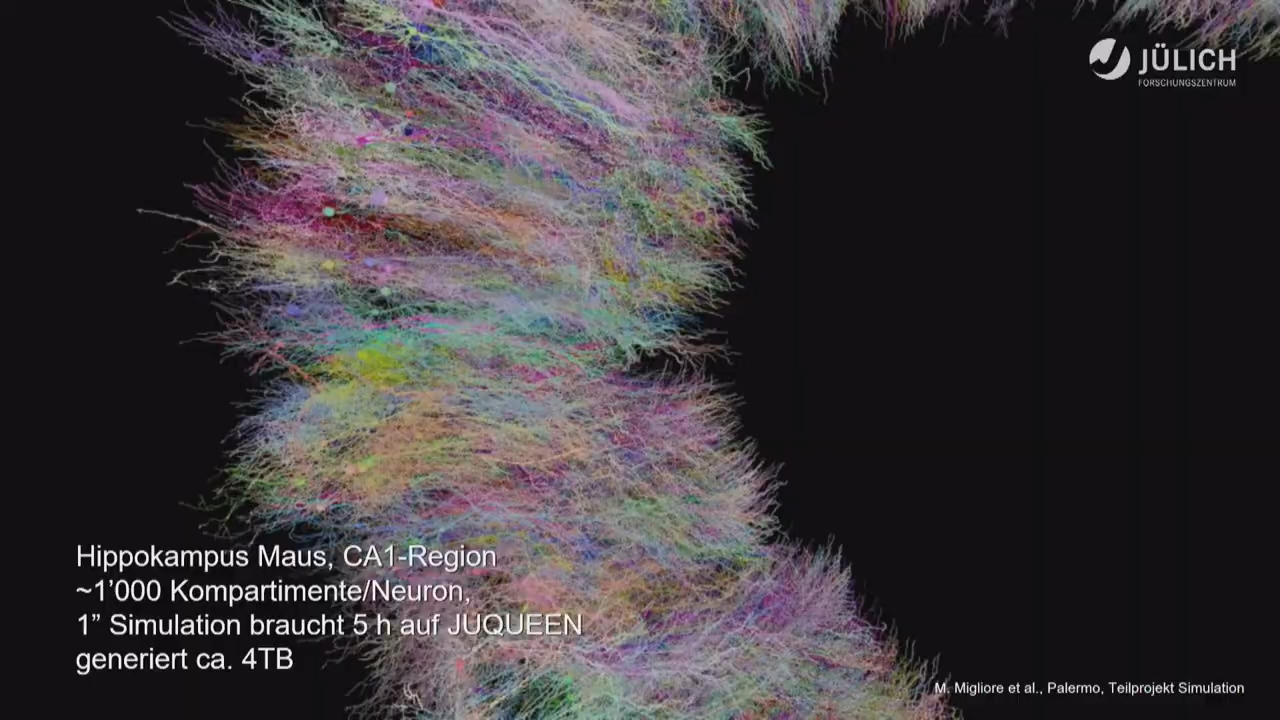 JÜLICH
FORSCHUNGSZENTRUM
Hippokampus Maus, CA1-Region
~1’000 Kompartimente/Neuron,
1” Simulation braucht 5 h auf JUQUEEN
generiert ca. 4TB
M. Migliore et al., Palermo, Teilprojekt Simulation